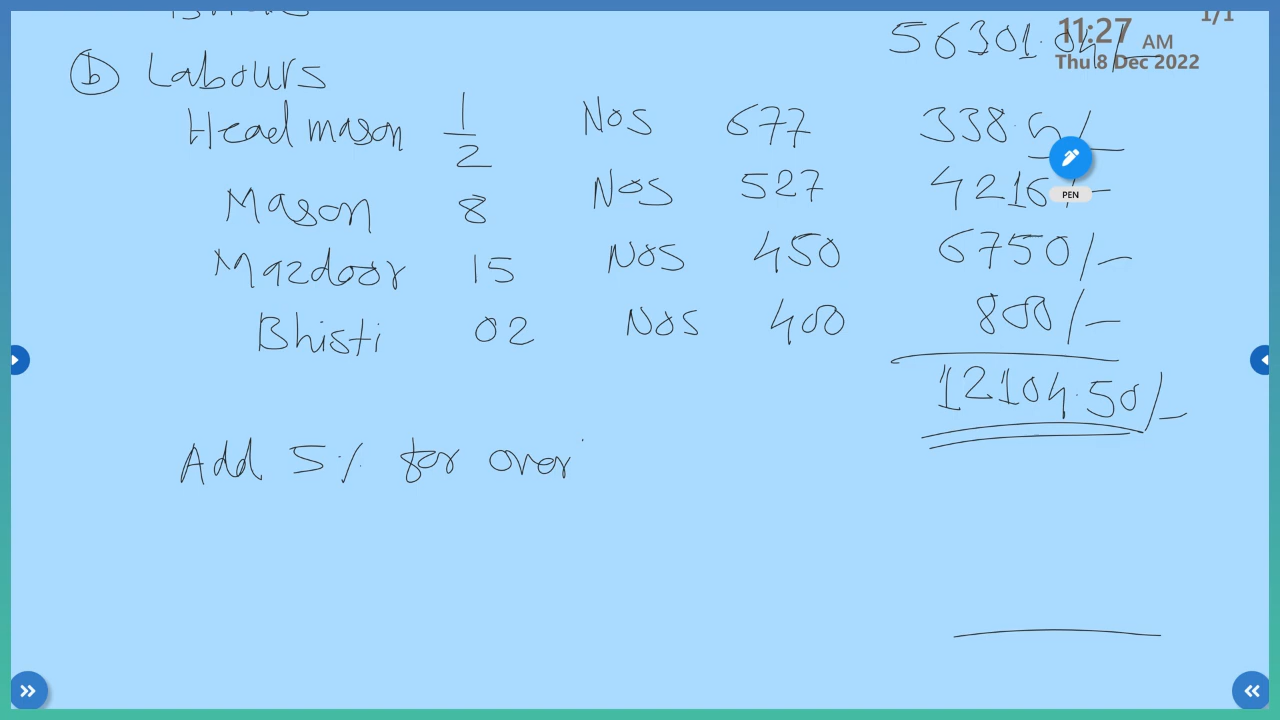 1/1
56301.04/-
11:27 AM
Thu 8 Dec 2022
b Labours
Head mason 1/2 Nos 677 338.5/-
Mason 8 Nos 527 4216/-
PEN
Mazdoor 15 Nos 450 6750/-
Bhisti 02 Nos 400 800/-
12104.50/-
Add 5% for over